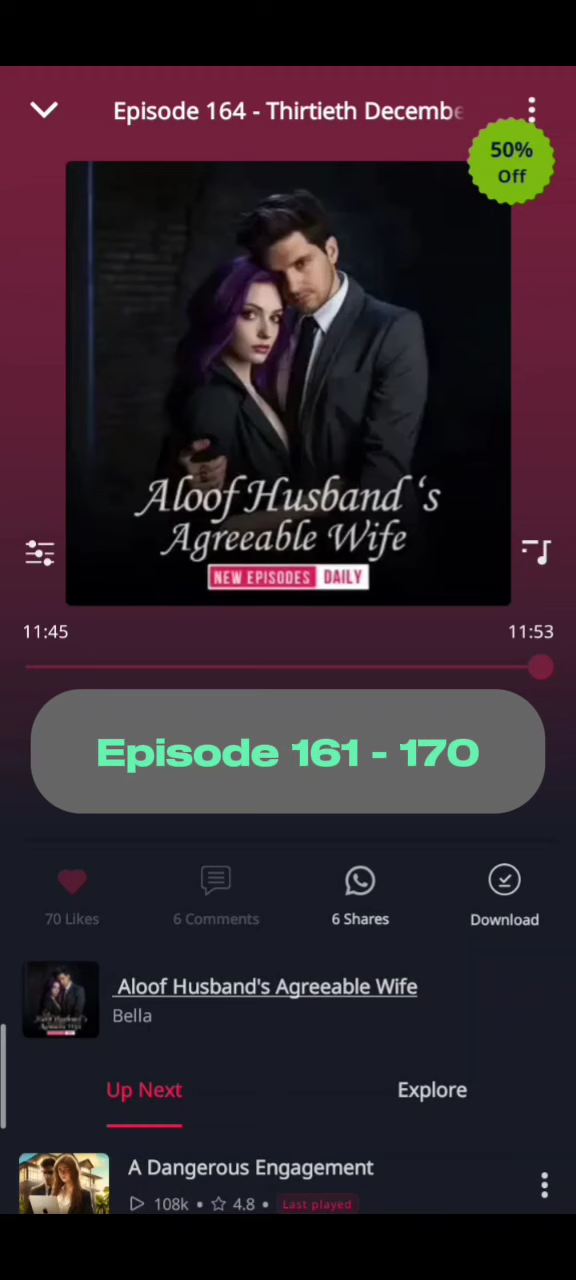 Episode 164 - Thirtieth Decembe
50%
Off
Aloof Husband 's
Agreeable Wife
NEW EPISODES DAILY
11:45
11:53
Episode 161 - 170
70 Likes
6 Comments
6 Shares
Download
Aloof Husband's Agreeable Wife
Bella
Up Next
Explore
A Dangerous Engagement
108k • 4.8 • Last played